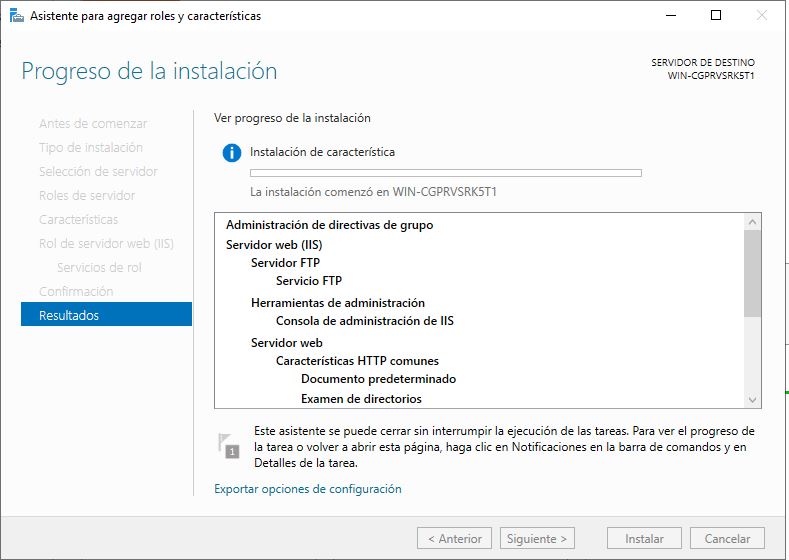 Asistente para agregar roles y características
Progreso de la instalación
SERVIDOR DE DESTINO
WIN-CGPRVSRK5T1
Antes de comenzar
Tipo de instalación
Selección de servidor
Roles de servidor
Características
Rol de servidor web (IIS)
Servicios de rol
Confirmación
Resultados
Ver progreso de la instalación
Instalación de característica
La instalación comenzó en WIN-CGPRVSRK5T1
Administración de directivas de grupo
Servidor web (IIS)
Servidor FTP
Servicio FTP
Herramientas de administración
Consola de administración de IIS
Servidor web
Características HTTP comunes
Documento predeterminado
Examen de directorios
1
Este asistente se puede cerrar sin interrumpir la ejecución de las tareas. Para ver el progreso de
la tarea o volver a abrir esta página, haga clic en Notificaciones en la barra de comandos y en
Detalles de la tarea.
Exportar opciones de configuración
< Anterior
Siguiente >
Instalar
Cancelar